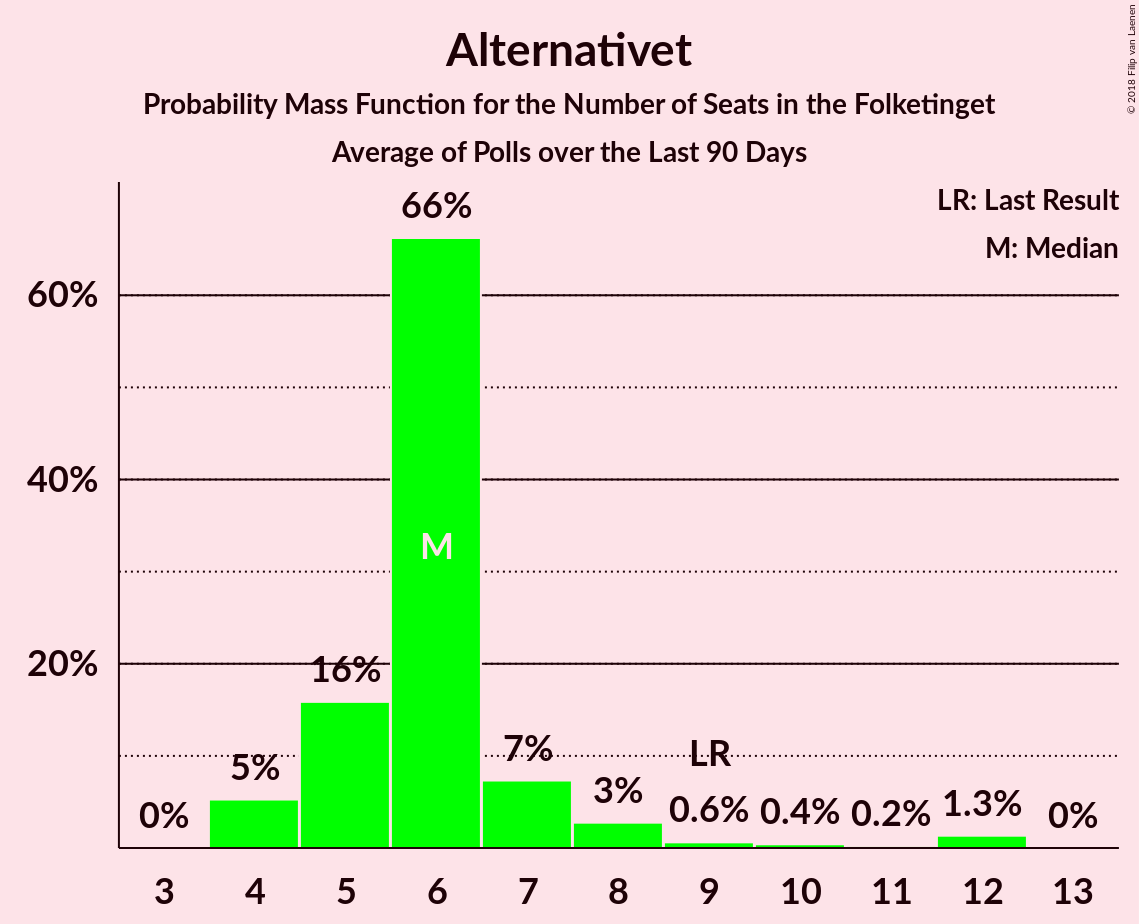 Alternativet
Probability Mass Function for the Number of Seats in the Folketinget
Average of Polls over the Last 90 Days
© 2018 Filip van Laenen
LR: Last Result
M: Median
66%
60%
40%
M
20%
16%
5%
7%
LR
0%
3%
0.6%
0.4%
0.2%
1.3%
0%
3 4 5 6 7 8 9 10 11 12 13